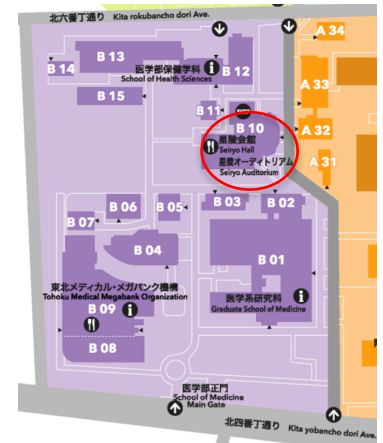 北六番丁通り Kita rokubancho dori Ave.
A 34
B 13
医学部保健学科
School of Health Sciences
B 14
B 12
A 33
B 15
B 11
B 10
A 32
星陵会館
Seiryo Hall
星陵オーディトリアム
Seiryo Auditorium
A 31
B 06
B 05
B 03
B 02
B 07
B 04
B 01
東北メディカル・メガバンク機構
Tohoku Medical Megabank Organization
医学系研究科
Graduate School of Medicine
B 09
B 08
医学部正門
School of Medicine
Main Gate
北四番丁通り Kita yobancho dori Ave.